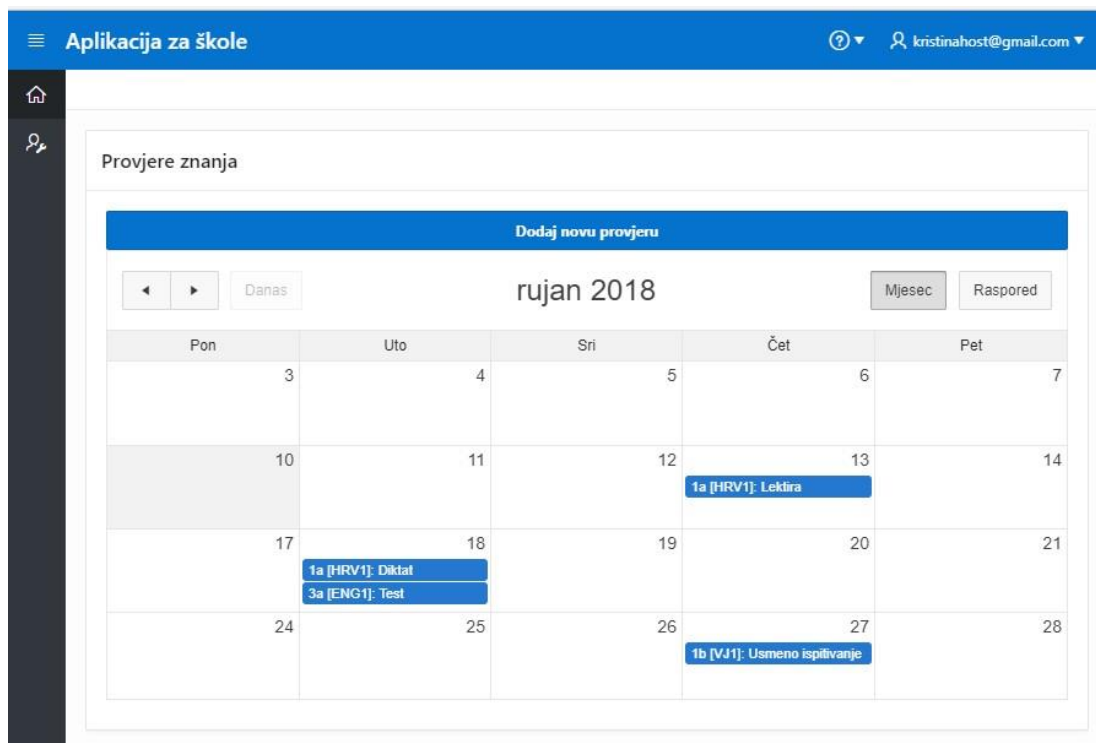 Aplikacija za škole
kristinahost@gmail.com
Provjere znanja
Dodaj novu provjeru
Danas
rujan 2018
Mjesec
Raspored
Pon Uto Sri Čet Pet
3 4 5 6 7
10 11 12 13 14
1a [HRV1]: Lektira
17 18 19 20 21
1a [HRV1]: Diktat
3a [ENG1]: Test
24 25 26 27 28
1b [VJ1]: Usmeno ispitivanje